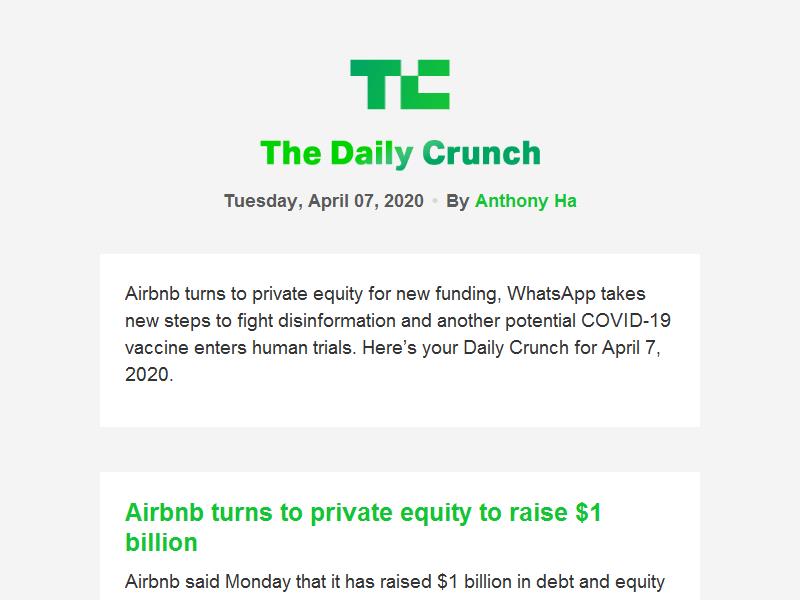 TC
The Daily Crunch
Tuesday, April 07, 2020 • By Anthony Ha
Airbnb turns to private equity for new funding, WhatsApp takes
new steps to fight disinformation and another potential COVID-19
vaccine enters human trials. Here’s your Daily Crunch for April 7,
2020.
Airbnb turns to private equity to raise $1
billion
Airbnb said Monday that it has raised $1 billion in debt and equity